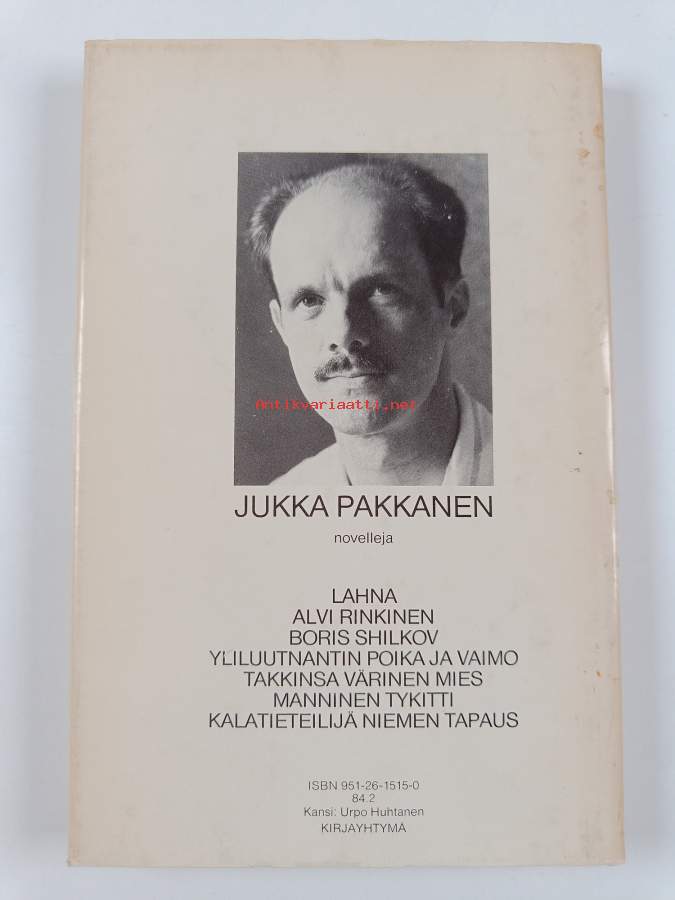 Antikvariaatti.net
JUKKA PAKKANEN
novelleja
LAHNA
ALVI RINKINEN
BORIS SHILKOV
YLILUUTNANTIN POIKA JA VAIMO
TAKKINSA VÄRINEN MIES
MANNINEN TYKITTI
KALATIETEILIJÄ NIEMEN TAPAUS
ISBN 951-26-1515-0
84.2
Kansi: Urpo Huhtanen
KIRJAYHTYMÄ